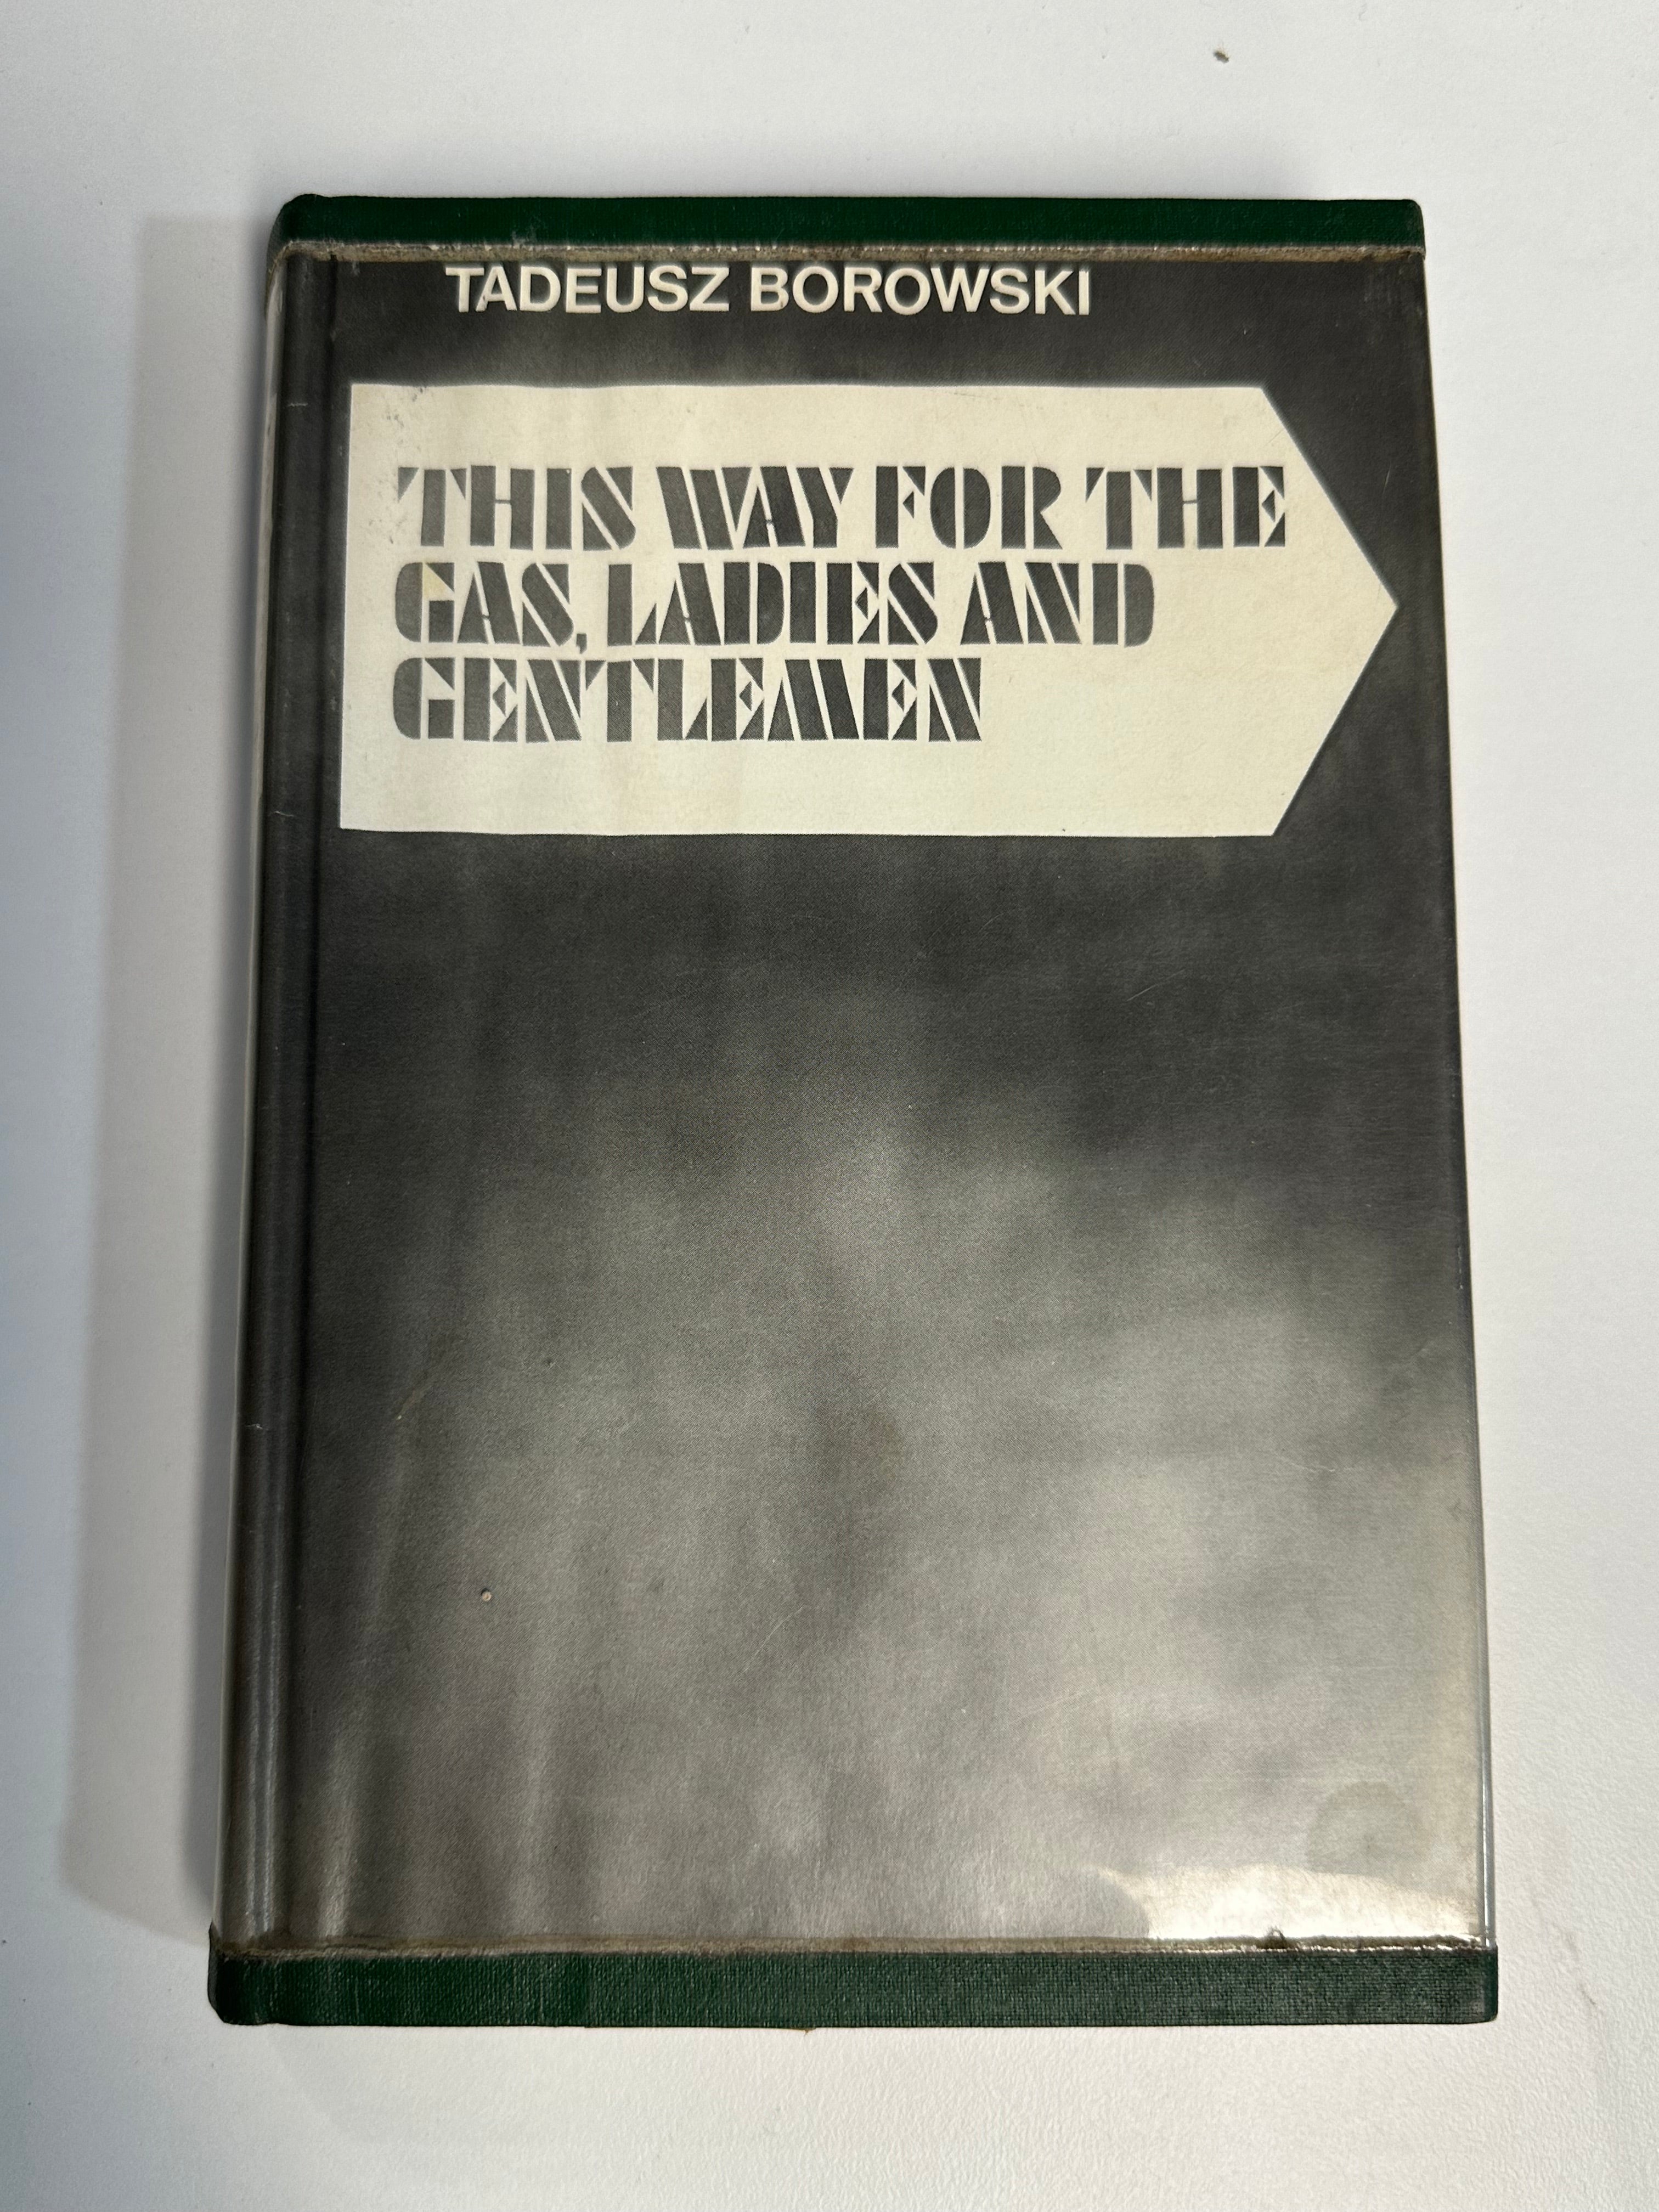 TADEUSZ BOROWSKI
THIS WAY FOR THE
GAS, LADIES AND
GENTLEMEN